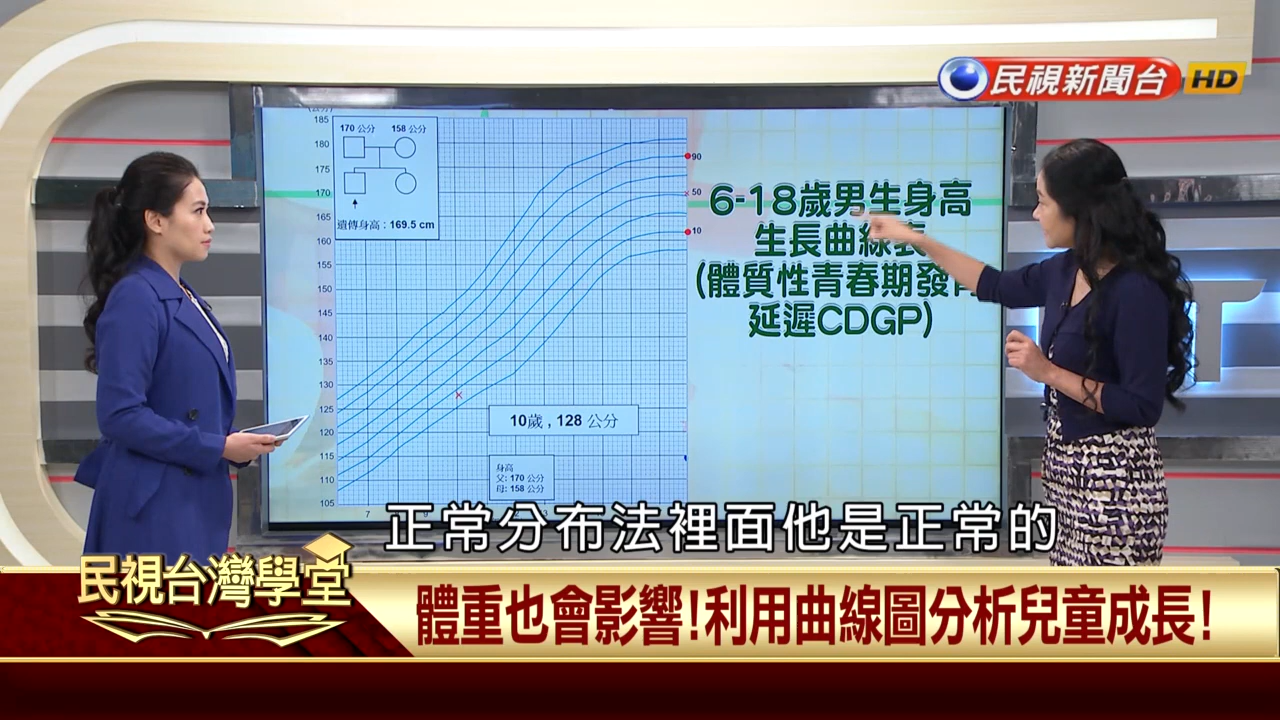 民視新聞台 HD
(公分)
185
180
175
170
165
160
155
150
145
140
135
130
125
120
115
110
105
7
170 公分 158 公分
遺傳身高：169.5 cm
90
50
10
10歲 , 128 公分
身高
父: 170 公分
母: 158 公分
6-18歲男生身高
生長曲線表
(體質性青春期發育
延遲CDGP)
正常分布法裡面他是正常的
民視台灣學堂
體重也會影響!利用曲線圖分析兒童成長!